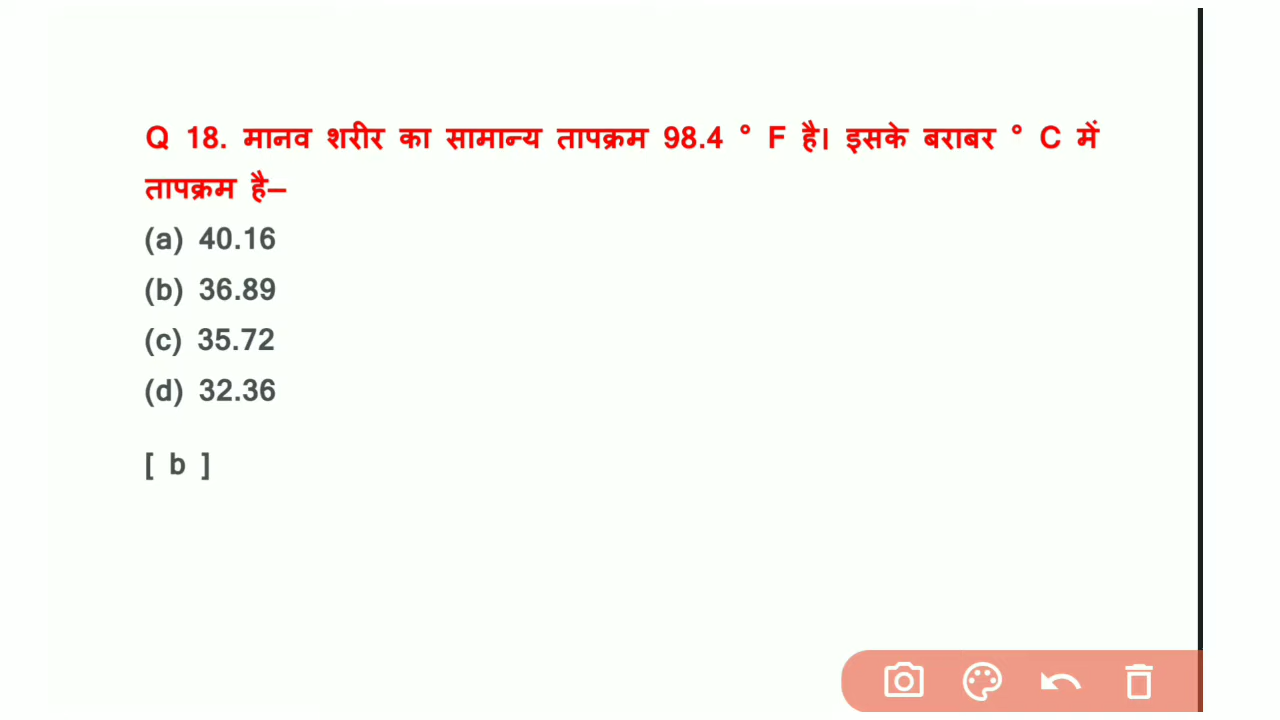 Q 18. मानव शरीर का सामान्य तापक्रम 98.4 ° F है। इसके बराबर ° C में
तापक्रम है–
(a) 40.16
(b) 36.89
(c) 35.72
(d) 32.36
[ b ]